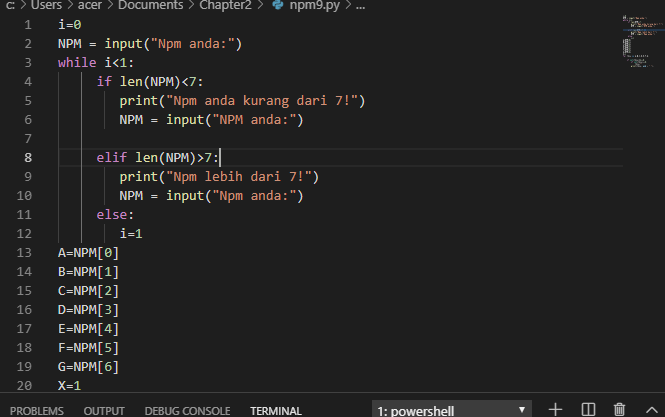 C: > Users > acer > Documents > Chapter2 > npm9.py > ...
1 i=0
2 NPM = input("Npm anda:")
3 while i<1:
4 if len(NPM)<7:
5 print("Npm anda kurang dari 7!")
6 NPM = input("NPM anda:")
7
8 elif len(NPM)>7:
9 print("Npm lebih dari 7!")
10 NPM = input("Npm anda:")
11 else:
12 i=1
13 A=NPM[0]
14 B=NPM[1]
15 C=NPM[2]
16 D=NPM[3]
17 E=NPM[4]
18 F=NPM[5]
19 G=NPM[6]
20 X=1
PROBLEMS OUTPUT DEBUG CONSOLE TERMINAL 1: powershell